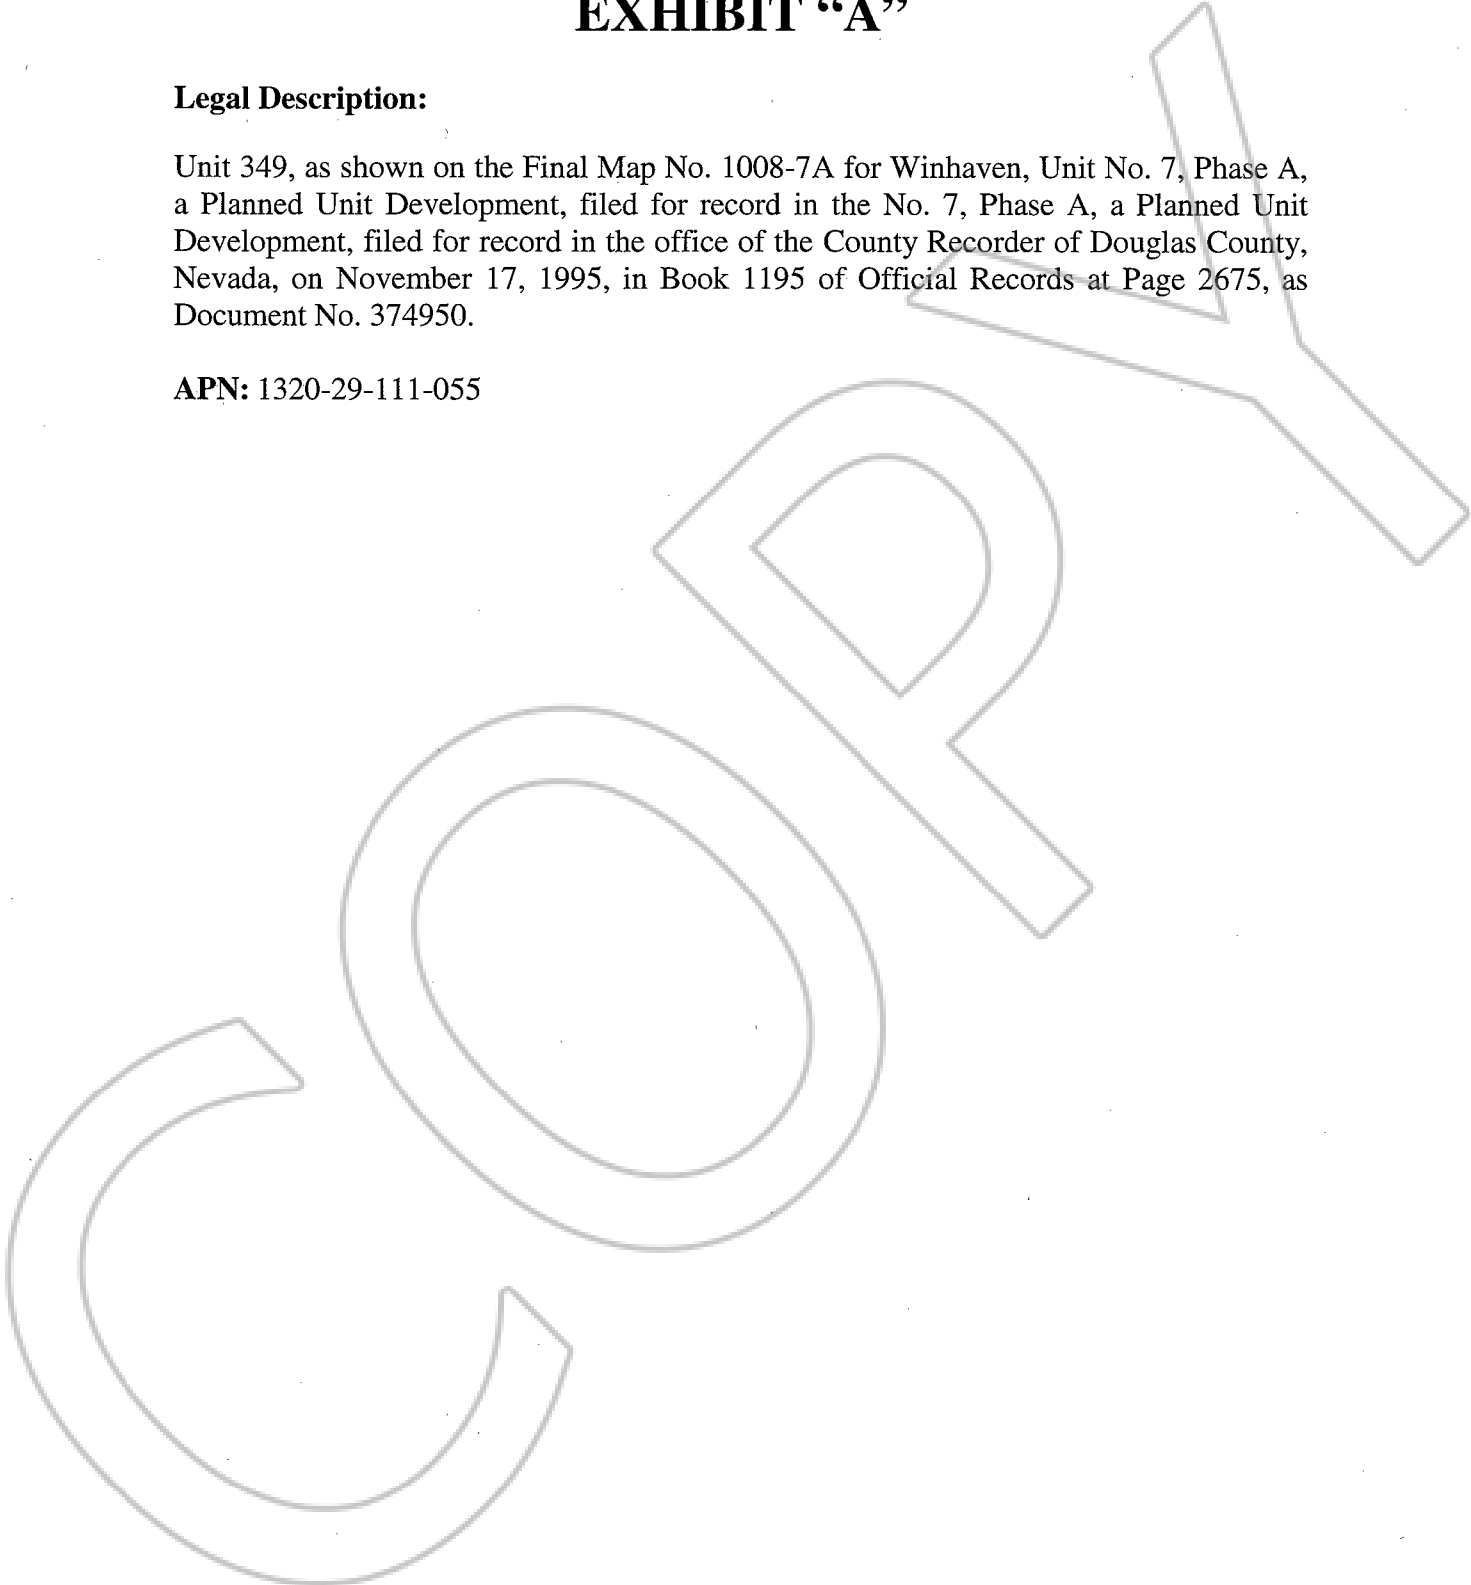 EXHIBIT “A”
Legal Description:
Unit 349, as shown on the Final Map No. 1008-7A for Winhaven, Unit No. 7, Phase A,
a Planned Unit Development, filed for record in the No. 7, Phase A, a Planned Unit
Development, filed for record in the office of the County Recorder of Douglas County,
Nevada, on November 17, 1995, in Book 1195 of Official Records at Page 2675, as
Document No. 374950.
APN: 1320-29-111-055
COPY